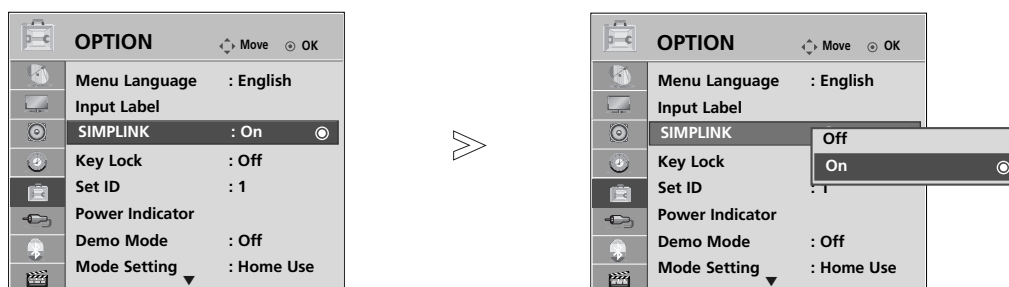 OPTION Move OK
Menu Language : English
Input Label
SIMPLINK : On
Key Lock : Off
Set ID : 1
Power Indicator
Demo Mode : Off
Mode Setting : Home Use
OPTION Move OK
Menu Language : English
Input Label
SIMPLINK
Off
Key Lock
On
Set ID : 1
Power Indicator
Demo Mode : Off
Mode Setting : Home Use